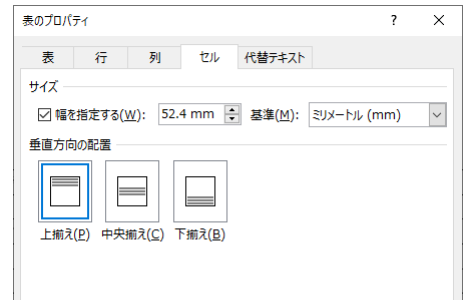 表のプロパティ ? ×
表 行 列 セル 代替テキスト
サイズ
幅を指定する(W): 52.4 mm 基準(M): ミリメートル (mm)
垂直方向の配置
上揃え(P) 中央揃え(C) 下揃え(B)